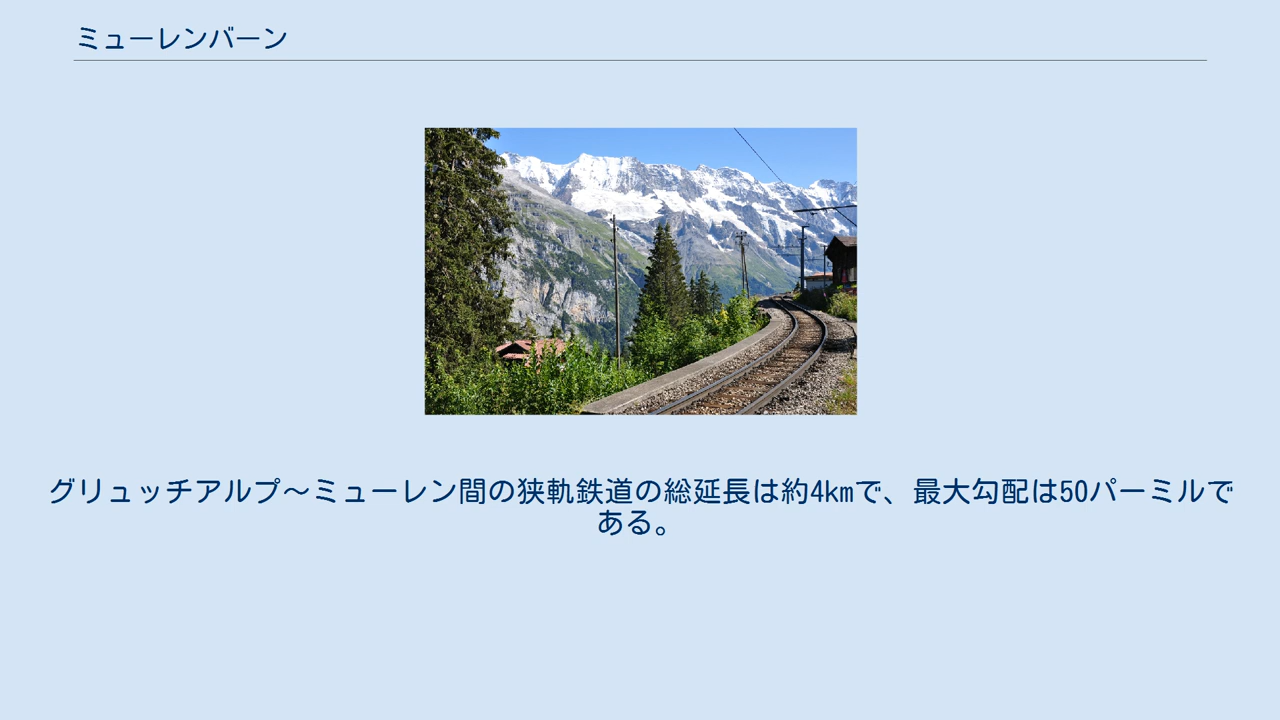 ミューレンバーン
グリュッチアルプ～ミューレン間の狭軌鉄道の総延長は約4kmで、最大勾配は50パーミルで
ある。